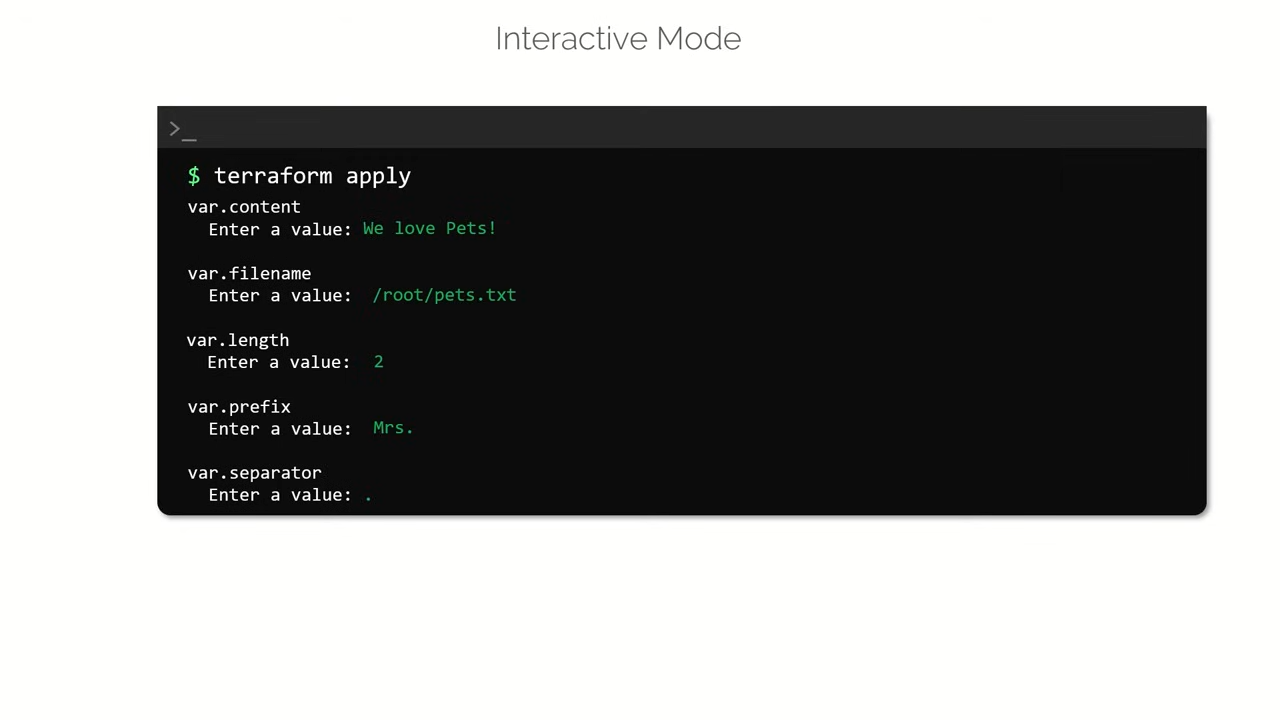 Interactive Mode
>_
$ terraform apply
var.content
Enter a value: We love Pets!
var.filename
Enter a value: /root/pets.txt
var.length
Enter a value: 2
var.prefix
Enter a value: Mrs.
var.separator
Enter a value: .